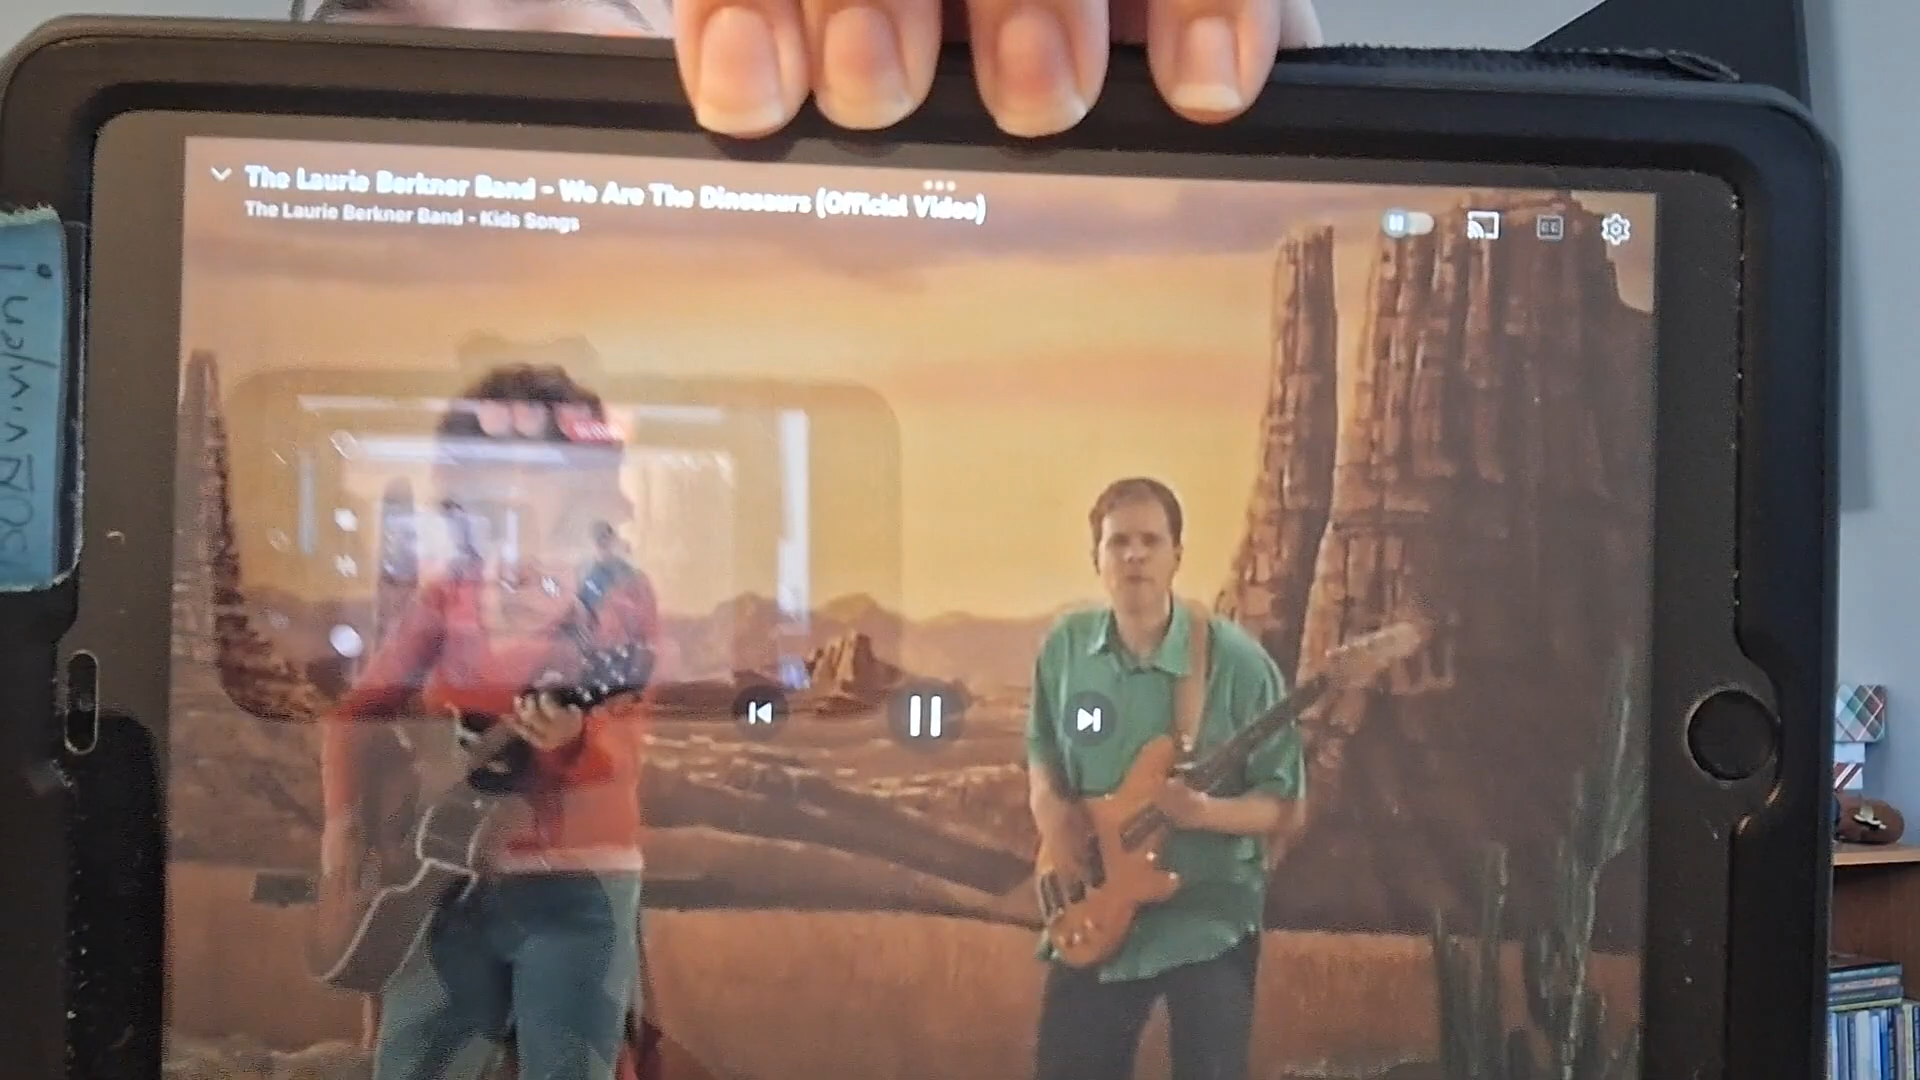 The Laurie Berkner Band - We Are The Dinosaurs (Official Video)
The Laurie Berkner Band - Kids Songs